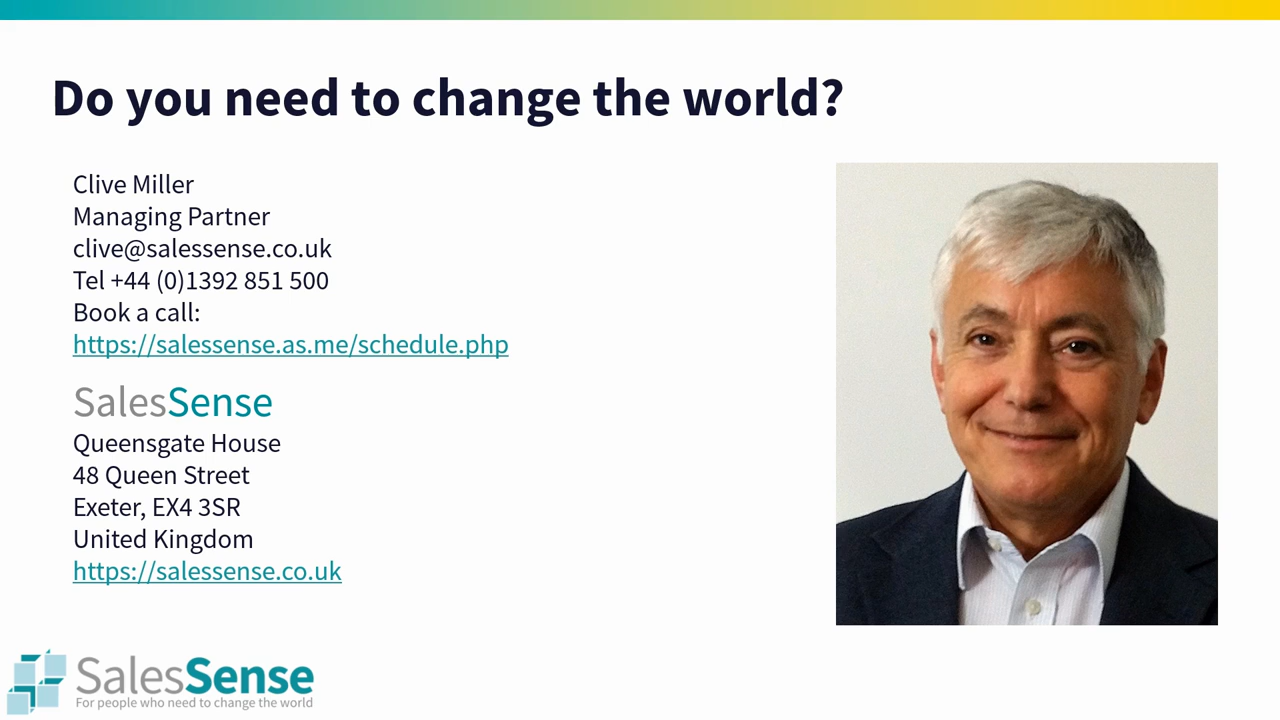 Do you need to change the world?
Clive Miller
Managing Partner
clive@salessense.co.uk
Tel +44 (0)1392 851 500
Book a call:
https://salessense.as.me/schedule.php
SalesSense
Queensgate House
48 Queen Street
Exeter, EX4 3SR
United Kingdom
https://salessense.co.uk
SalesSense
For people who need to change the world